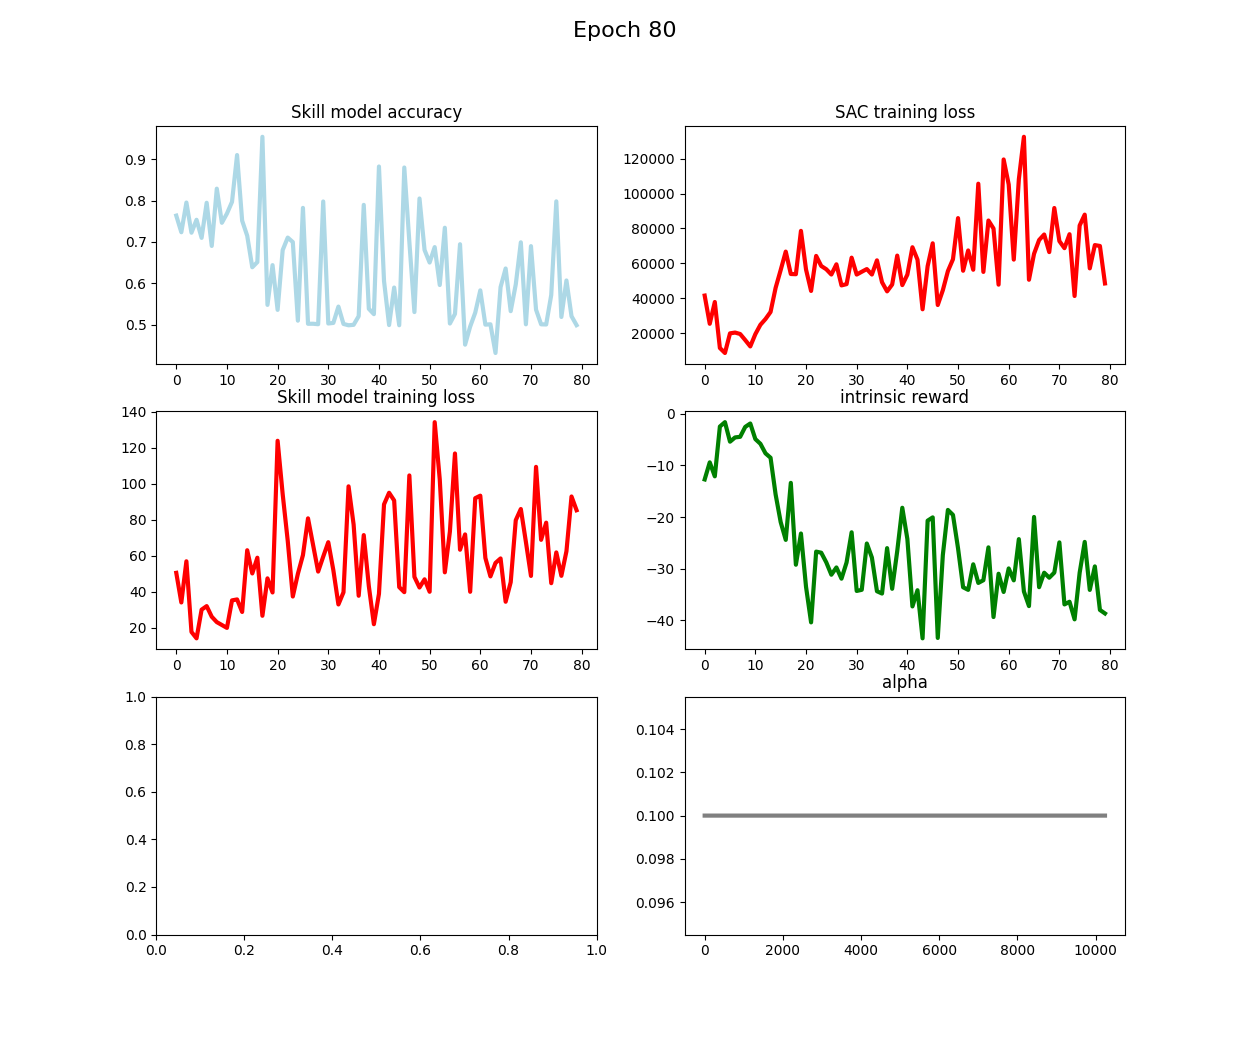 Epoch 80
Skill model accuracy
0.9
0.8
0.7
0.6
0.5
0 10 20 30 40 50 60 70 80
SAC training loss
120000
100000
80000
60000
40000
20000
0 10 20 30 40 50 60 70 80
Skill model training loss
140
120
100
80
60
40
20
0 10 20 30 40 50 60 70 80
intrinsic reward
0
−10
−20
−30
−40
0 10 20 30 40 50 60 70 80
1.0
0.8
0.6
0.4
0.2
0.0
0.0 0.2 0.4 0.6 0.8 1.0
alpha
0.104
0.102
0.100
0.098
0.096
0 2000 4000 6000 8000 10000